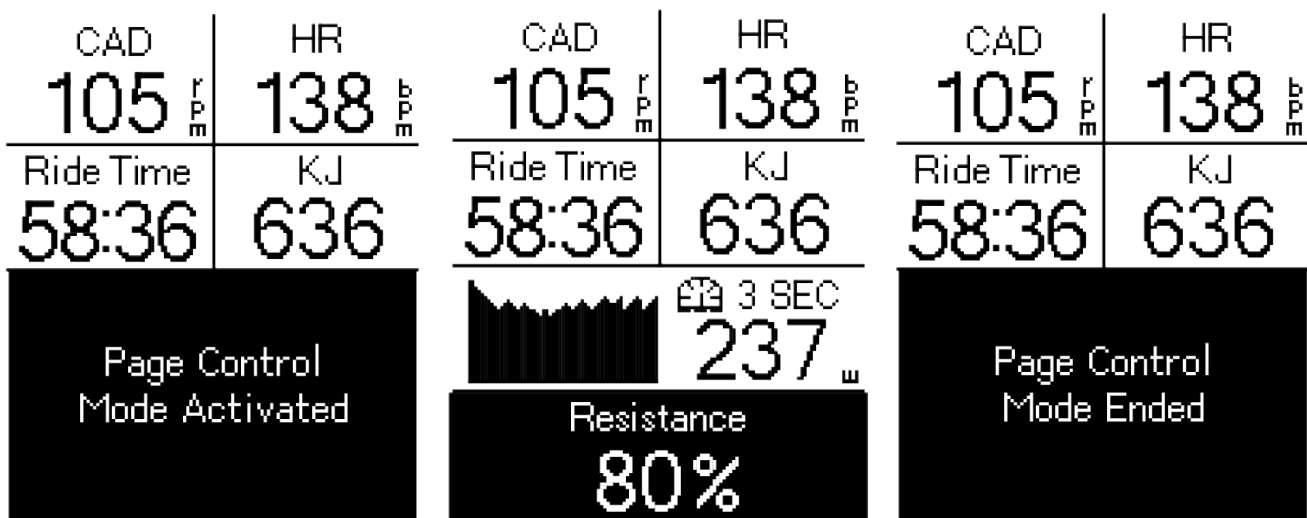 CAD
105 rpm
HR
138 bpm
Ride Time
58:36
KJ
636
Page Control
Mode Activated
CAD
105 rpm
HR
138 bpm
Ride Time
58:36
KJ
636
3 SEC
237 w
Resistance
80%
CAD
105 rpm
HR
138 bpm
Ride Time
58:36
KJ
636
Page Control
Mode Ended